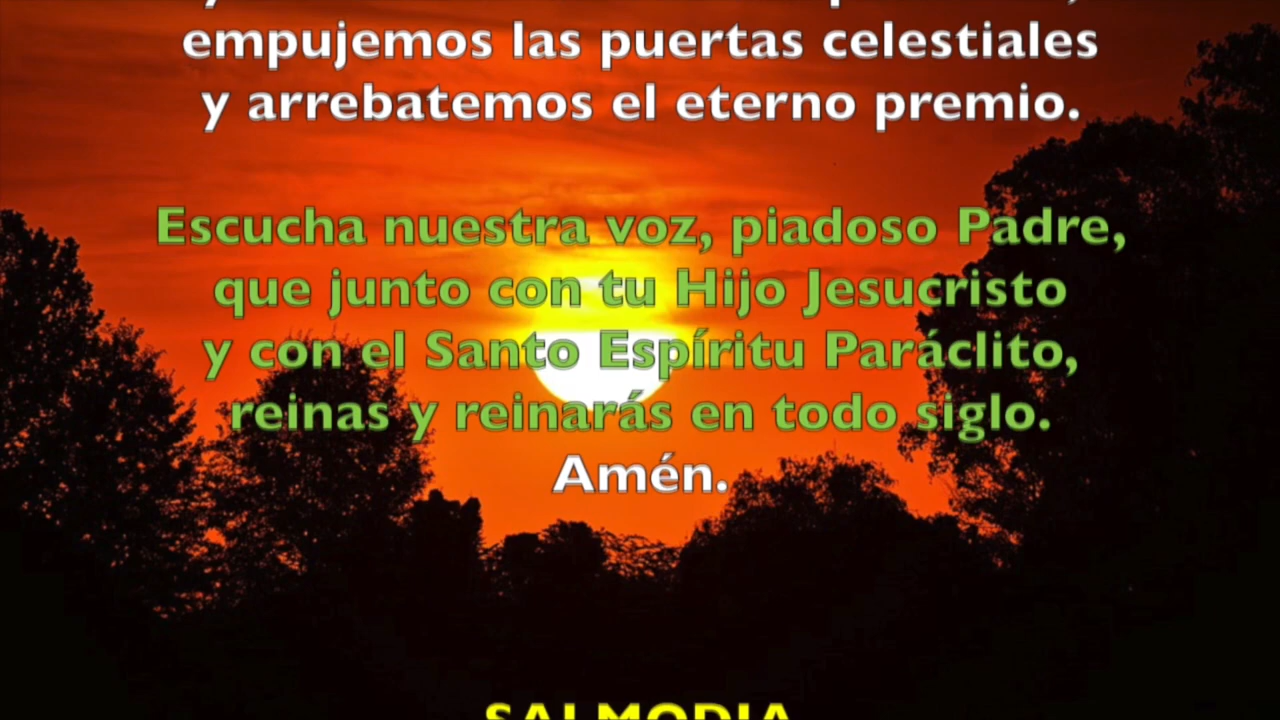 empujemos las puertas celestiales
y arrebatemos el eterno premio.
Escucha nuestra voz, piadoso Padre,
que junto con tu Hijo Jesucristo
y con el Santo Espíritu Paráclito,
reinas y reinarás en todo siglo.
Amén.
SALMODIA